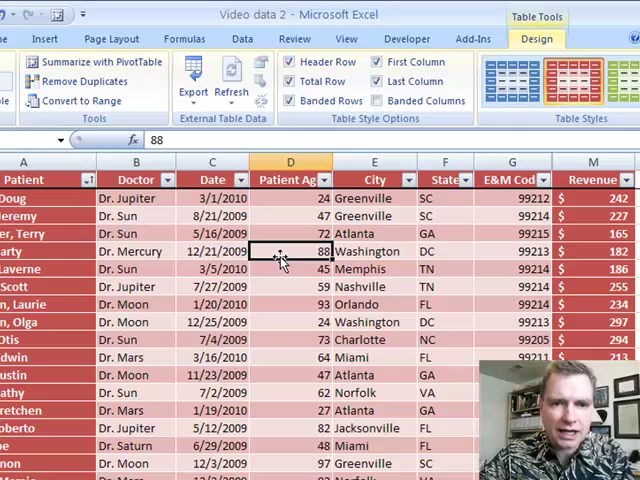 Video data 2 - Microsoft Excel
Table Tools
Insert Page Layout Formulas Data Review View Developer Add-Ins Design
Summarize with PivotTable
Remove Duplicates
Convert to Range
Tools
Export Refresh
External Table Data
Header Row First Column
Total Row Last Column
Banded Rows Banded Columns
Table Style Options
Table Styles
fx 88
A B C D E F G M
Patient Doctor Date Patient Ag City State E&M Cod Revenue
Doug Dr. Jupiter 3/1/2010 24 Greenville SC 99212 $ 242
Jeremy Dr. Sun 8/21/2009 47 Greenville SC 99214 $ 227
er, Terry Dr. Sun 5/16/2009 72 Atlanta GA 99215 $ 165
arty Dr. Mercury 12/21/2009 88 Washington DC 99213 $ 182
Laverne Dr. Sun 3/5/2010 45 Memphis TN 99214 $ 186
Scott Dr. Jupiter 7/27/2009 59 Nashville TN 99214 $ 255
n, Laurie Dr. Moon 1/20/2010 93 Orlando FL 99214 $ 234
n, Olga Dr. Moon 12/25/2009 24 Washington DC 99213 $ 297
Otis Dr. Sun 7/4/2009 73 Charlotte NC 99205 $ 294
dwin Dr. Mars 3/16/2010 64 Miami FL 99211 $ 213
ustin Dr. Moon 11/23/2009 47 Atlanta GA
athy Dr. Sun 7/2/2009 62 Norfolk VA
retchen Dr. Mars 1/19/2010 27 Atlanta GA
oberto Dr. Jupiter 5/12/2009 82 Jacksonville FL
oe Dr. Saturn 6/29/2009 48 Miami FL
non Dr. Moon 12/3/2009 97 Greenville SC